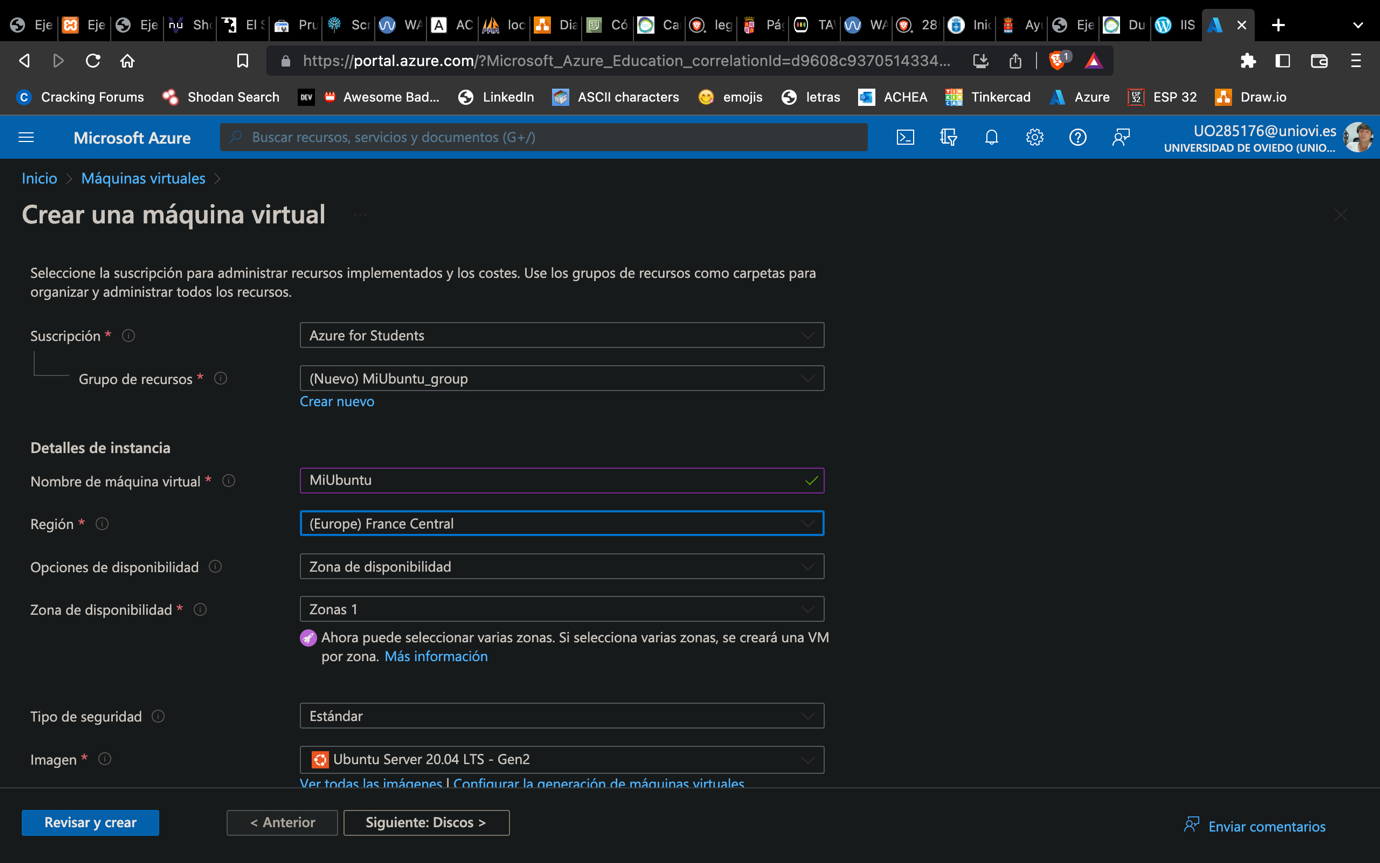 Eje
Eje
Eje
Sho
El S
Pru
Scr
WA
AC
loc
Dia
Có
Ca
leg
Pág
TAV
WA
28
Inic
Ayu
Eje
Du
IIS
https://portal.azure.com/?Microsoft_Azure_Education_correlationId=d9608c9370514334...
1
Cracking Forums
Shodan Search
DEV
Awesome Bad...
LinkedIn
ASCII characters
emojis
letras
ACHEA
Tinkercad
Azure
ESP 32
Draw.io
Microsoft Azure
Buscar recursos, servicios y documentos (G+/)
UO285176@uniovi.es
UNIVERSIDAD DE OVIEDO (UNIO...
Inicio > Máquinas virtuales >
Crear una máquina virtual ...
Seleccione la suscripción para administrar recursos implementados y los costes. Use los grupos de recursos como carpetas para
organizar y administrar todos los recursos.
Suscripción *
Azure for Students
Grupo de recursos *
(Nuevo) MiUbuntu_group
Crear nuevo
Detalles de instancia
Nombre de máquina virtual *
MiUbuntu
Región *
(Europe) France Central
Opciones de disponibilidad
Zona de disponibilidad
Zona de disponibilidad *
Zonas 1
Ahora puede seleccionar varias zonas. Si selecciona varias zonas, se creará una VM
por zona. Más información
Tipo de seguridad
Estándar
Imagen *
Ubuntu Server 20.04 LTS - Gen2
Ver todas las imágenes | Configurar la generación de máquinas virtuales
Revisar y crear
< Anterior
Siguiente: Discos >
Enviar comentarios